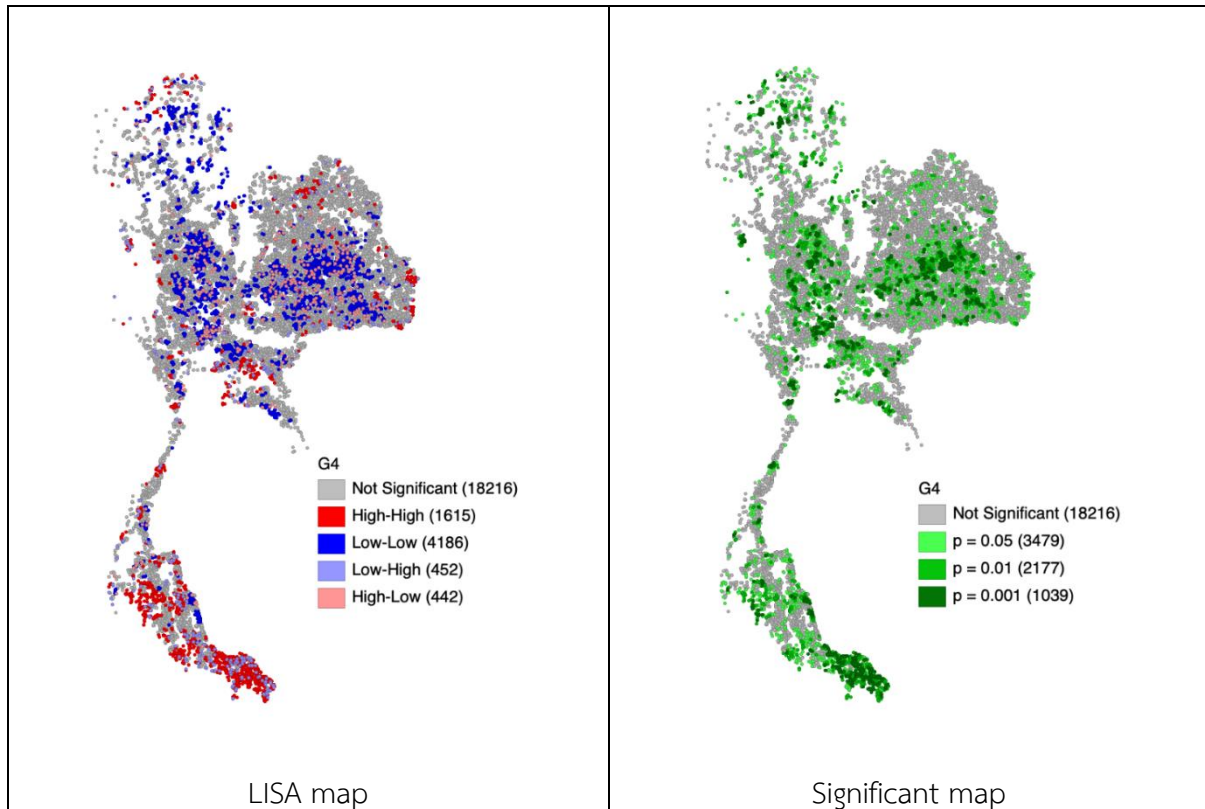 G4
Not Significant (18216)
High-High (1615)
Low-Low (4186)
Low-High (452)
High-Low (442)
LISA map
G4
Not Significant (18216)
p = 0.05 (3479)
p = 0.01 (2177)
p = 0.001 (1039)
Significant map